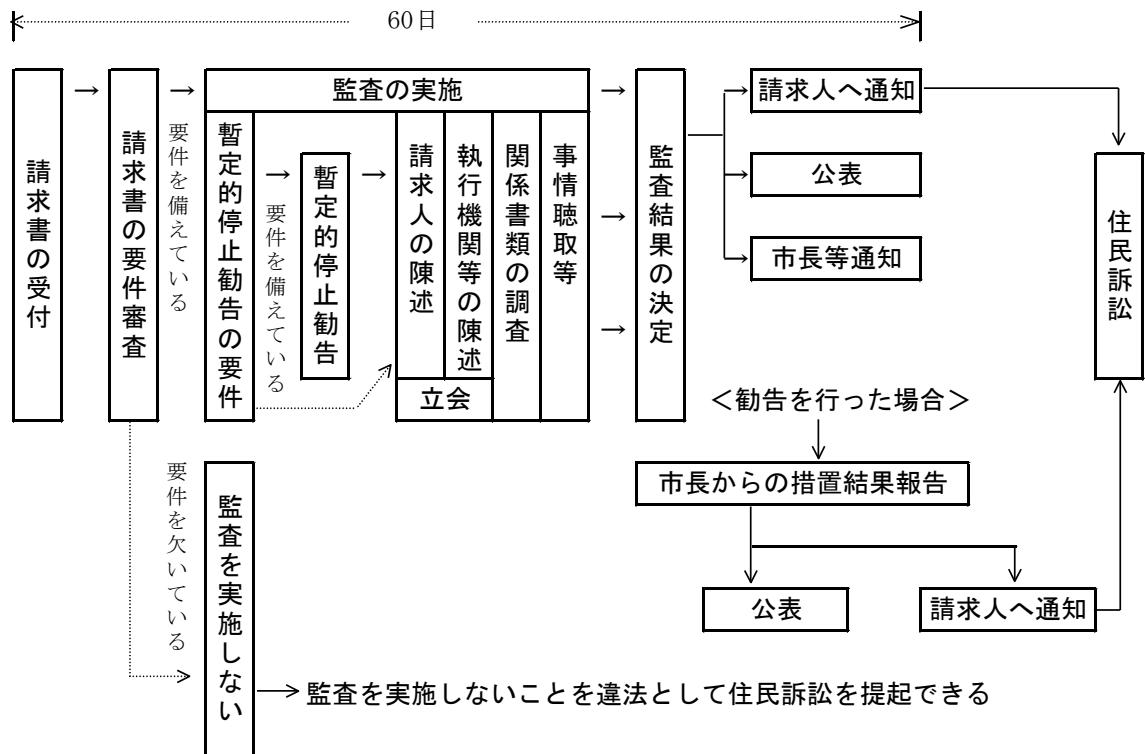 60日
請求書の受付
→
請求書の要件審査
→
要件を備えている
監査の実施
暫定的停止勧告の要件
→
要件を備えている
暫定的停止勧告
→
請求人の陳述
執行機関等の陳述
立会
関係書類の調査
事情聴取等
→
→
→
監査結果の決定
→
請求人へ通知
公表
市長等通知
住民訴訟
＜勧告を行った場合＞
市長からの措置結果報告
公表
請求人へ通知
要件を欠いている
監査を実施しない
監査を実施しないことを違法として住民訴訟を提起できる